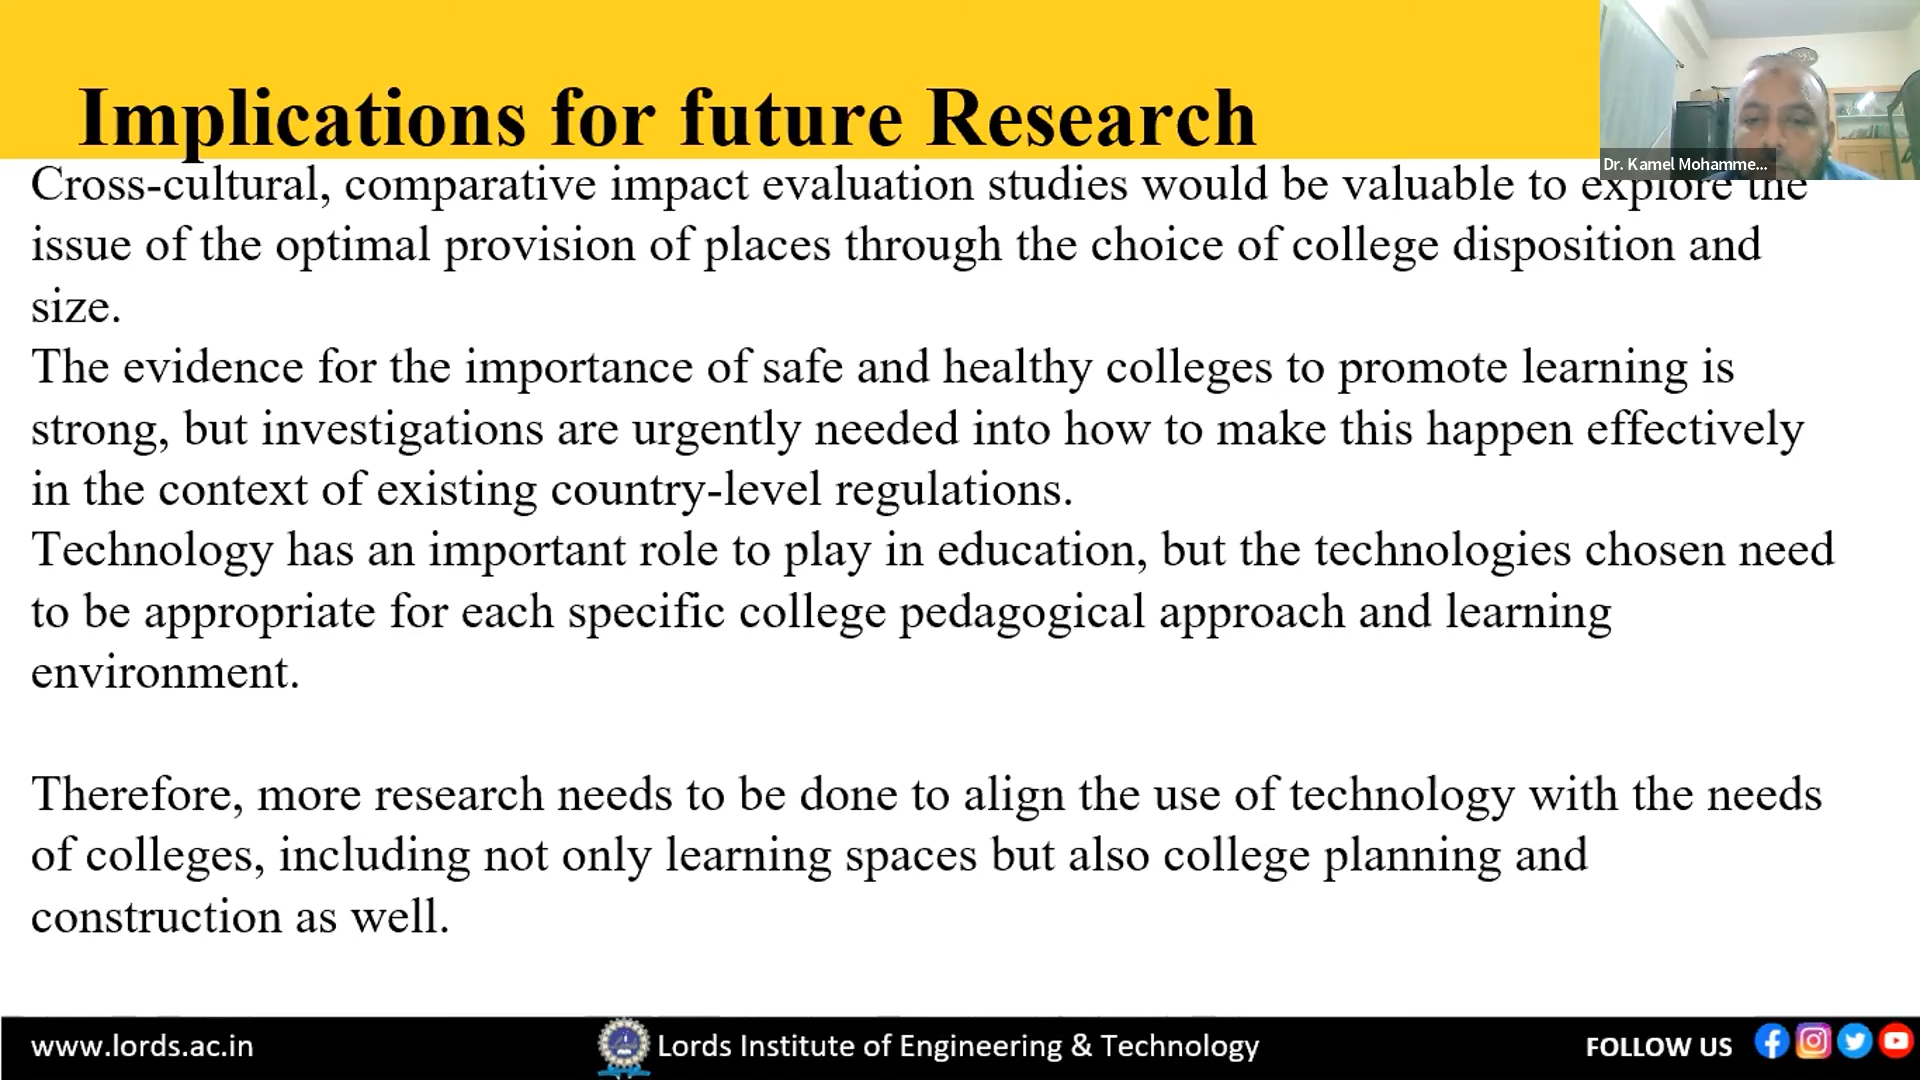 Implications for future Research
Dr. Kamel Mohamme...
Cross-cultural, comparative impact evaluation studies would be valuable to explore the
issue of the optimal provision of places through the choice of college disposition and
size.
The evidence for the importance of safe and healthy colleges to promote learning is
strong, but investigations are urgently needed into how to make this happen effectively
in the context of existing country-level regulations.
Technology has an important role to play in education, but the technologies chosen need
to be appropriate for each specific college pedagogical approach and learning
environment.
Therefore, more research needs to be done to align the use of technology with the needs
of colleges, including not only learning spaces but also college planning and
construction as well.
www.lords.ac.in
Lords Institute of Engineering & Technology
FOLLOW US